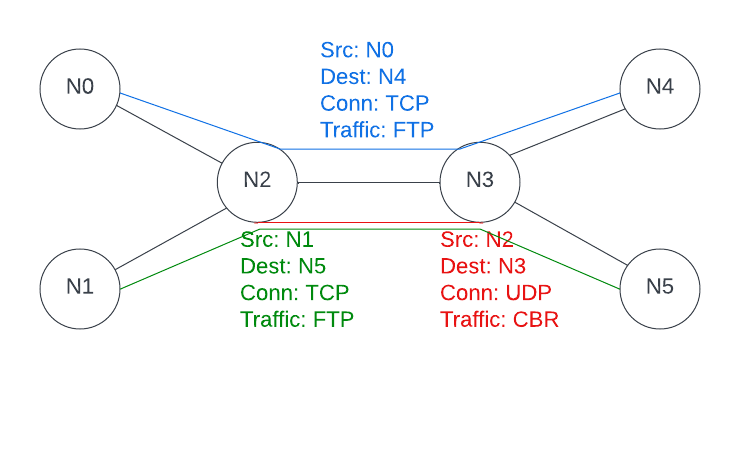 Src: N0
Dest: N4
Conn: TCP
Traffic: FTP
N0
N4
N2
N3
Src: N1
Dest: N5
Conn: TCP
Traffic: FTP
Src: N2
Dest: N3
Conn: UDP
Traffic: CBR
N1
N5